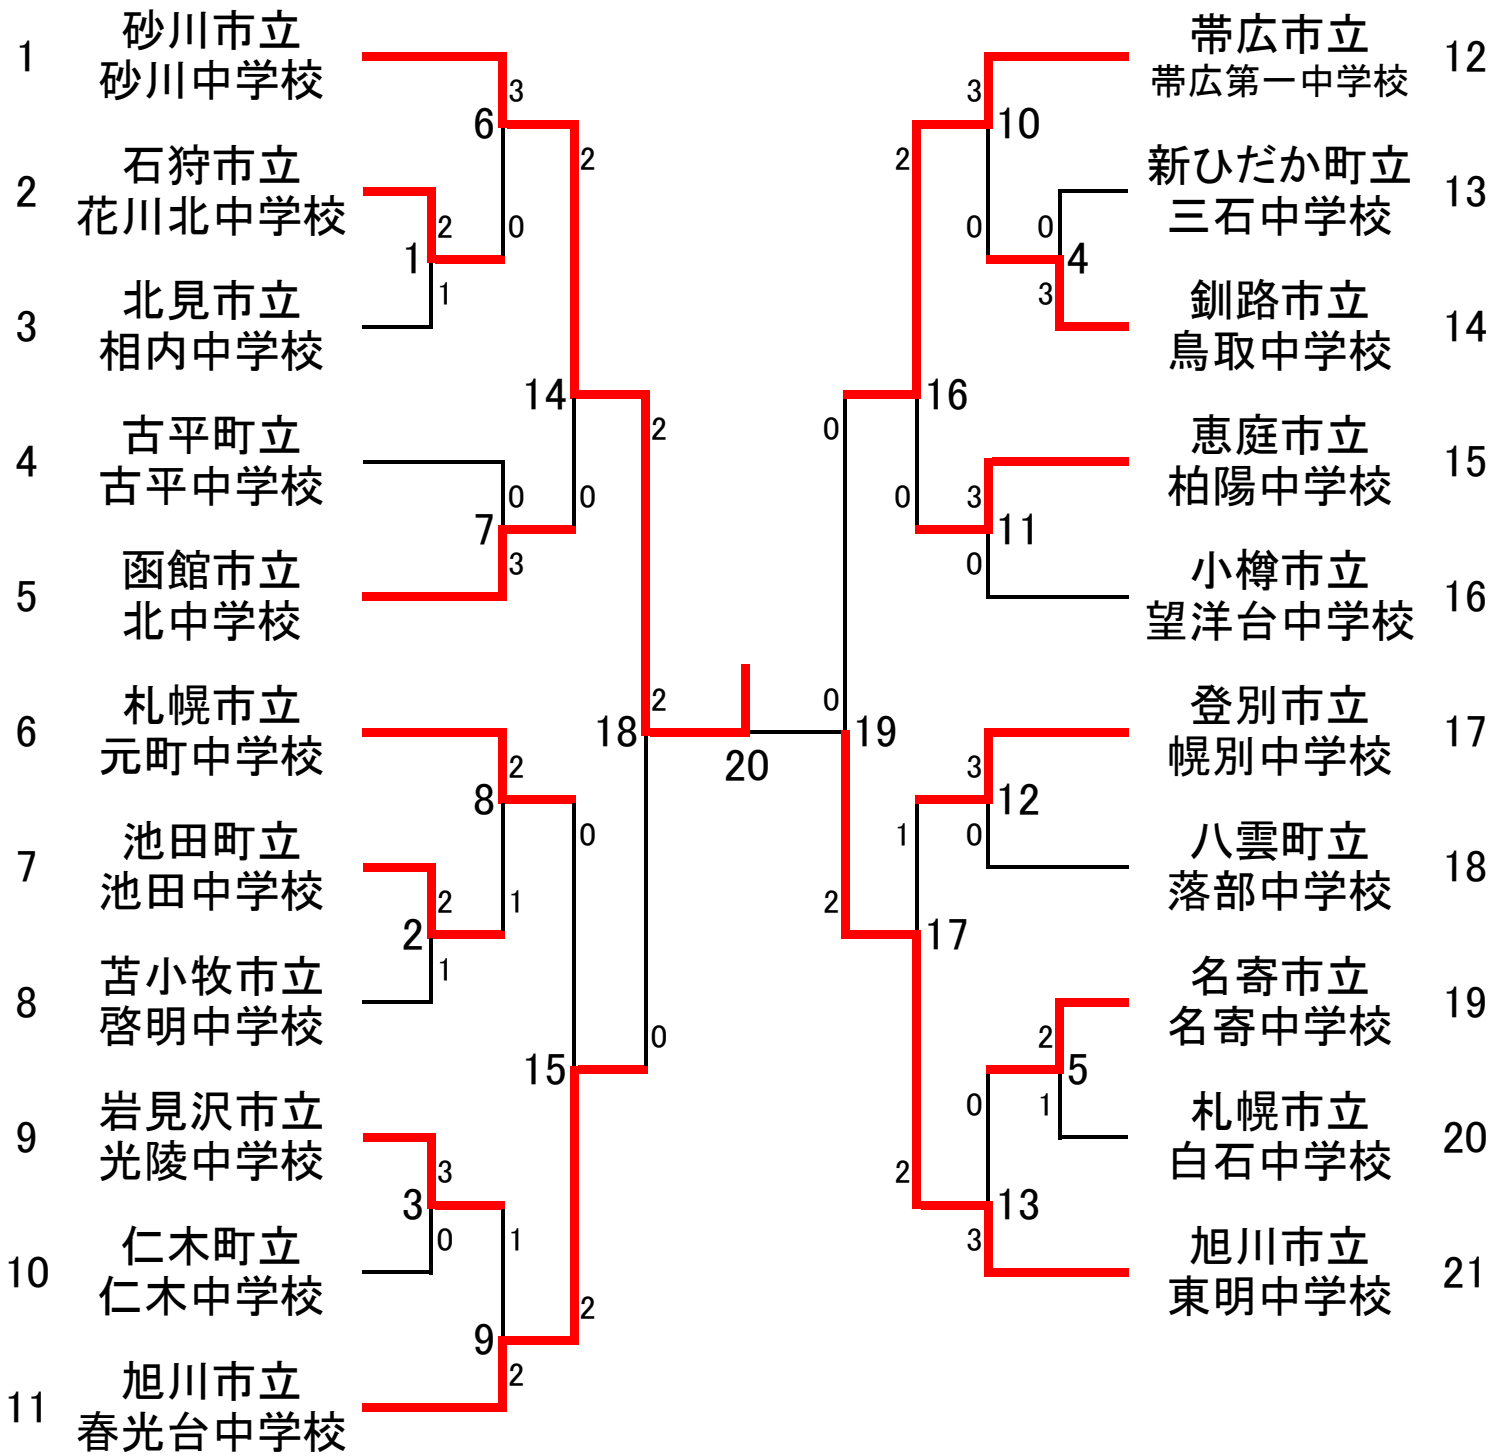 1
砂川市立
砂川中学校
2
石狩市立
花川北中学校
3
北見市立
相内中学校
4
古平町立
古平中学校
5
函館市立
北中学校
6
札幌市立
元町中学校
7
池田町立
池田中学校
8
苫小牧市立
啓明中学校
9
岩見沢市立
光陵中学校
10
仁木町立
仁木中学校
11
旭川市立
春光台中学校
3
6
2
0
2
1
1
14
2
0
0
7
3
2
18
2
8
0
1
2
2
1
0
15
3
3
0
1
2
9
2
20
帯広市立
帯広第一中学校
12
新ひだか町立
三石中学校
13
釧路市立
鳥取中学校
14
恵庭市立
柏陽中学校
15
小樽市立
望洋台中学校
16
登別市立
幌別中学校
17
八雲町立
落部中学校
18
名寄市立
名寄中学校
19
札幌市立
白石中学校
20
旭川市立
東明中学校
21
3
10
2
0
0
4
3
16
0
0
3
11
0
0
19
3
12
1
0
2
17
2
5
0
1
2
13
3